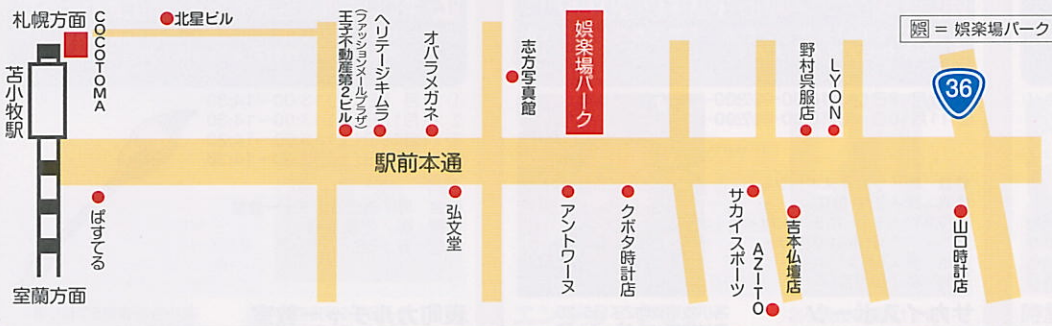 札幌方面
COCOTOMA
北星ビル
苫小牧駅
室蘭方面
王子不動産第2ビル
(ファッションメールプラザ)
ヘリテージキムラ
オバラメガネ
志方写真館
娯楽場パーク
野村呉服店
LYON
娯 = 娯楽場パーク
36
駅前本通
ぱすてる
弘文堂
アントワーヌ
クボタ時計店
サカイスポーツ
AZITO
吉本仏壇店
山口時計店